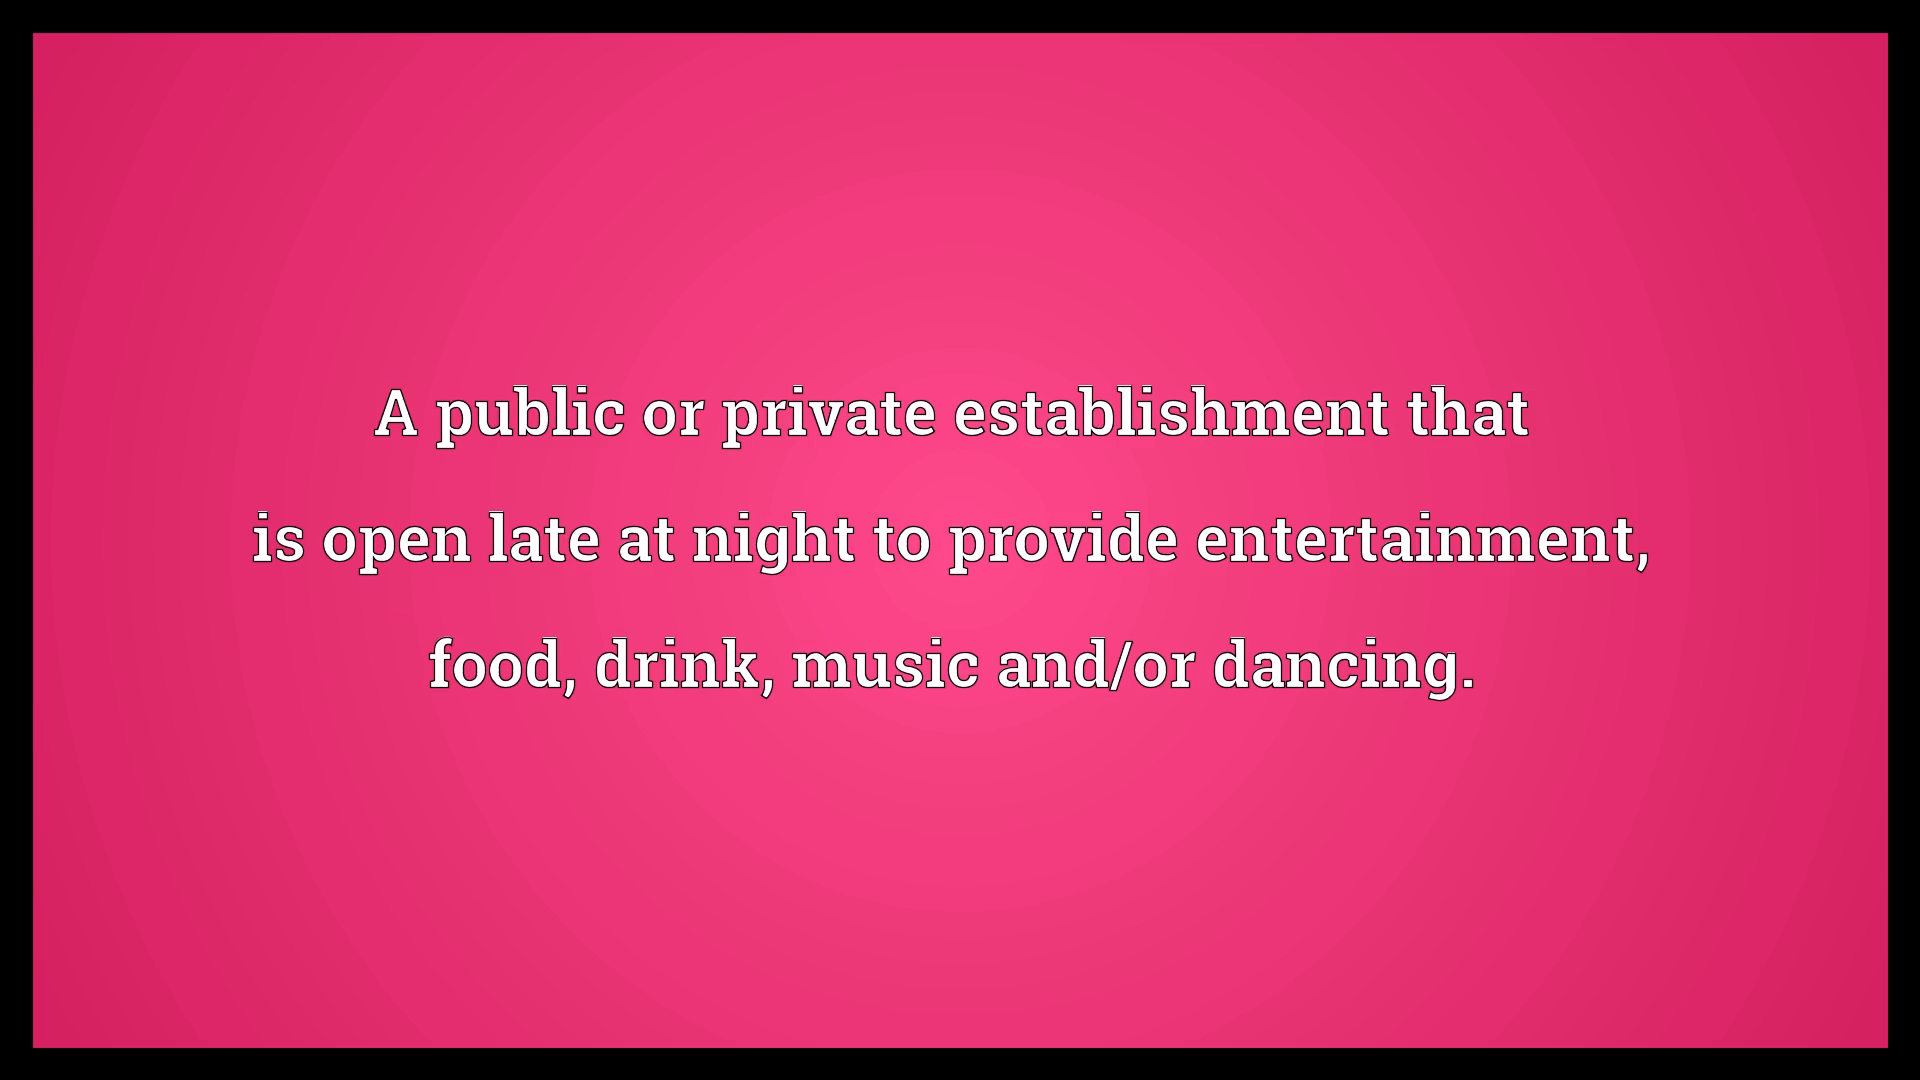 A public or private establishment that
is open late at night to provide entertainment,
food, drink, music and/or dancing.